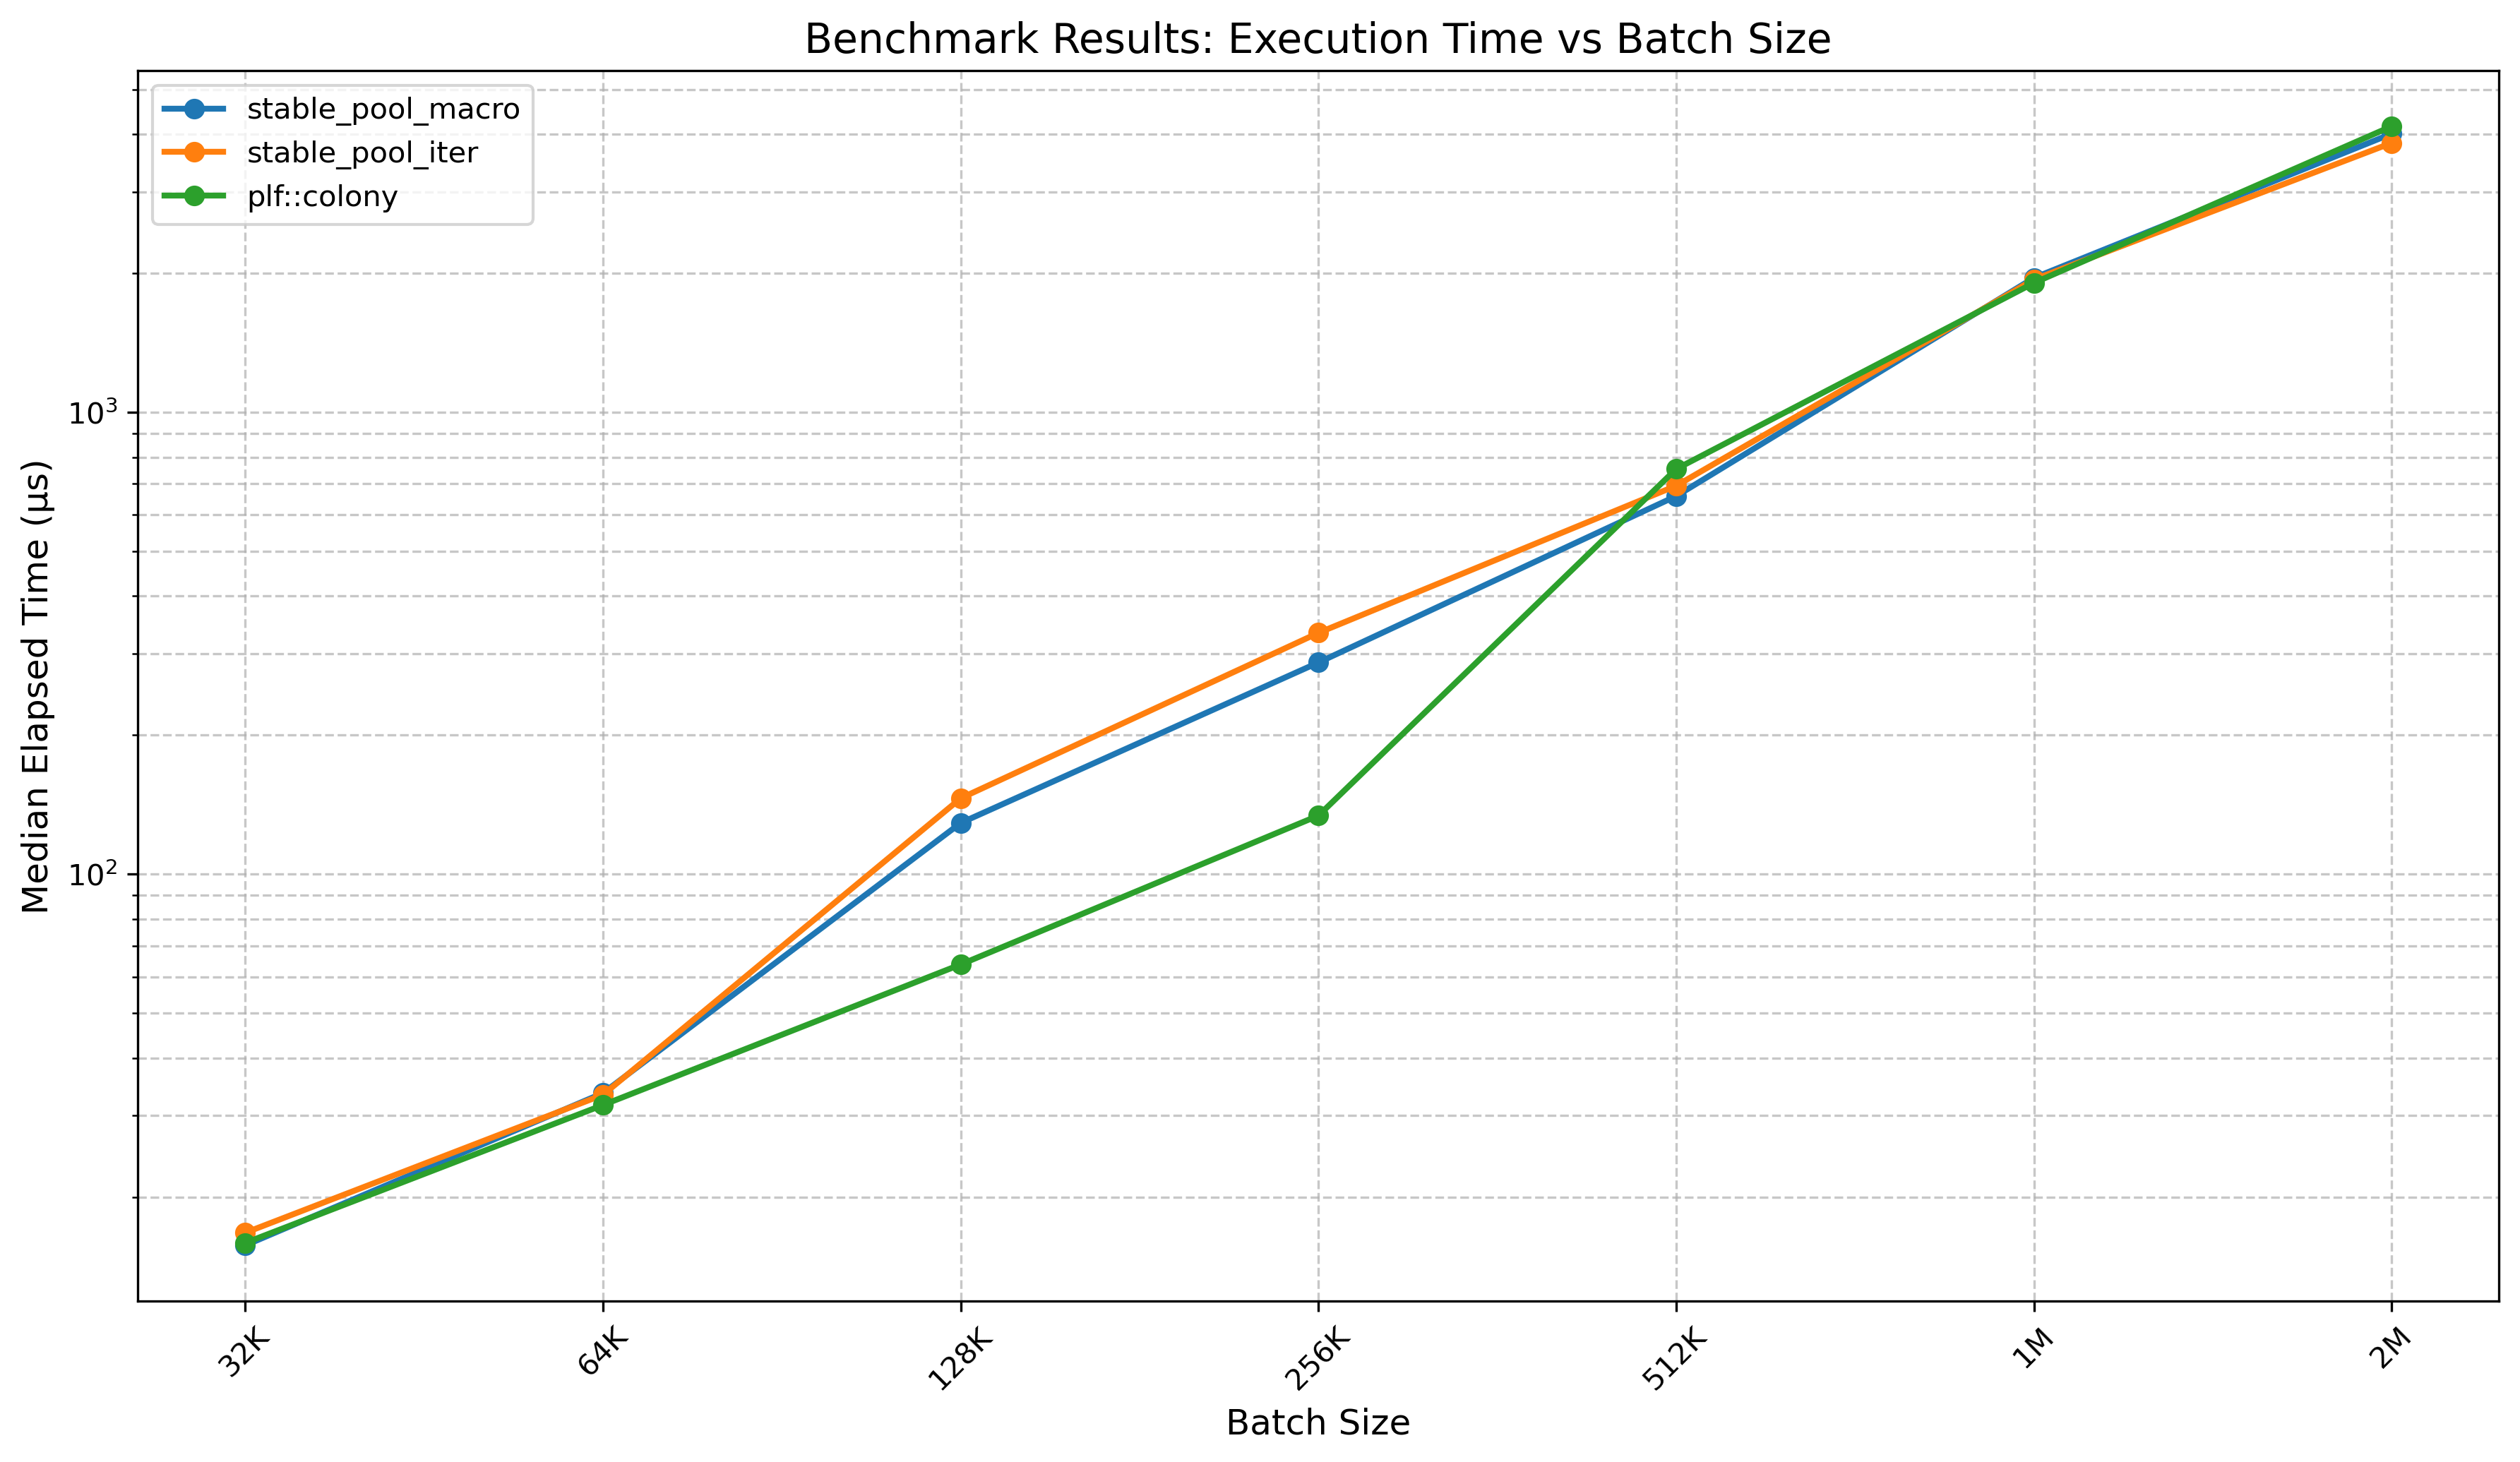 Benchmark Results: Execution Time vs Batch Size
stable_pool_macro
stable_pool_iter
plf::colony
Median Elapsed Time (µs)
10³
10²
32K
64K
128K
256K
512K
1M
2M
Batch Size